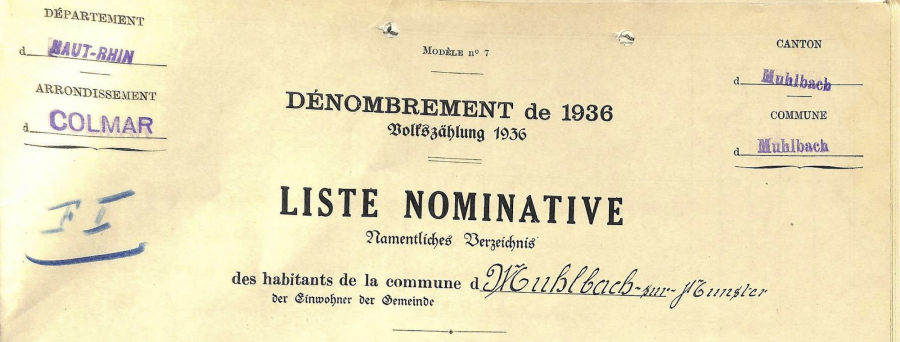 DÉPARTEMENT
d HAUT-RHIN
ARRONDISSEMENT
d COLMAR
F I
Modèle nº 7
DÉNOMBREMENT de 1936
Volkszählung 1936
LISTE NOMINATIVE
Namentliches Verzeichnis
des habitants de la commune d Muhlbach-sur-Munster
der Einwohner der Gemeinde
CANTON
d Muhlbach
COMMUNE
d Muhlbach